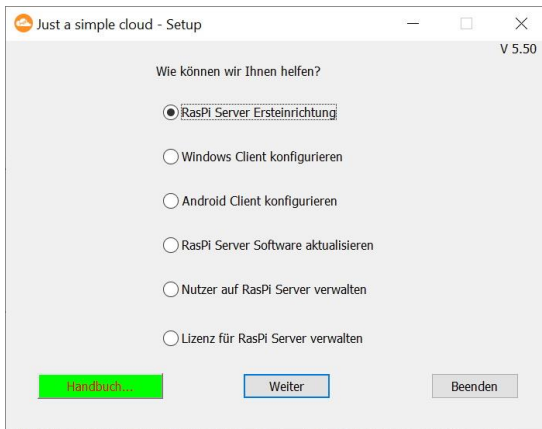 Just a simple cloud - Setup
V 5.50
Wie können wir Ihnen helfen?
RasPi Server Ersteinrichtung
Windows Client konfigurieren
Android Client konfigurieren
RasPi Server Software aktualisieren
Nutzer auf RasPi Server verwalten
Lizenz für RasPi Server verwalten
Handbuch... Weiter Beenden